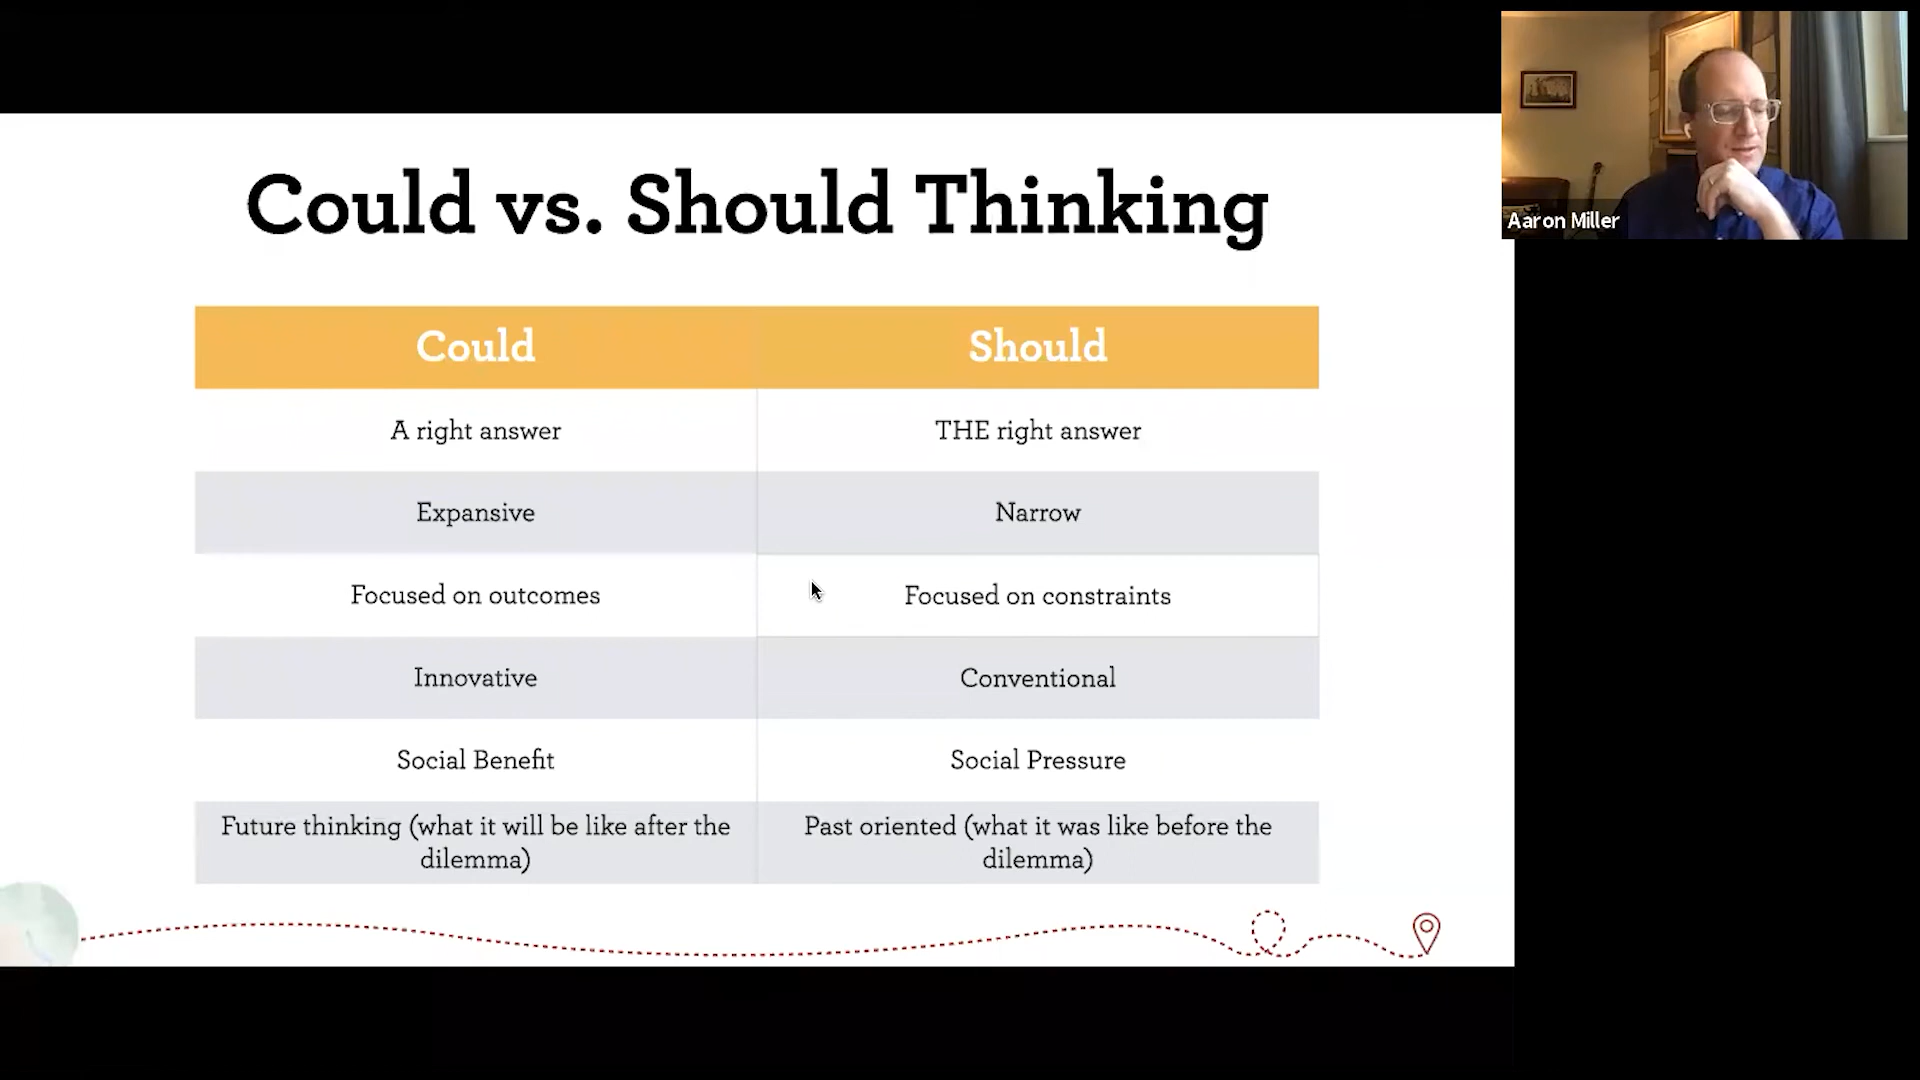 Could vs. Should Thinking
Could
Should
A right answer
THE right answer
Expansive
Narrow
Focused on outcomes
Focused on constraints
Innovative
Conventional
Social Benefit
Social Pressure
Future thinking (what it will be like after the
dilemma)
Past oriented (what it was like before the
dilemma)
Aaron Miller